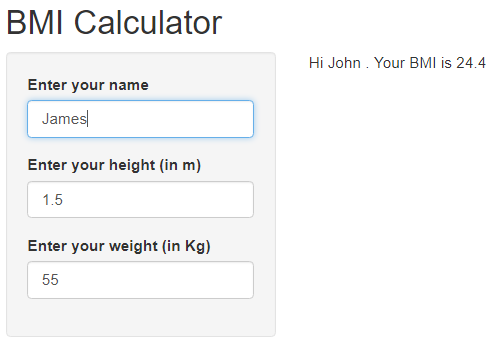 BMI Calculator
Hi John . Your BMI is 24.4
Enter your name
James
Enter your height (in m)
1.5
Enter your weight (in Kg)
55